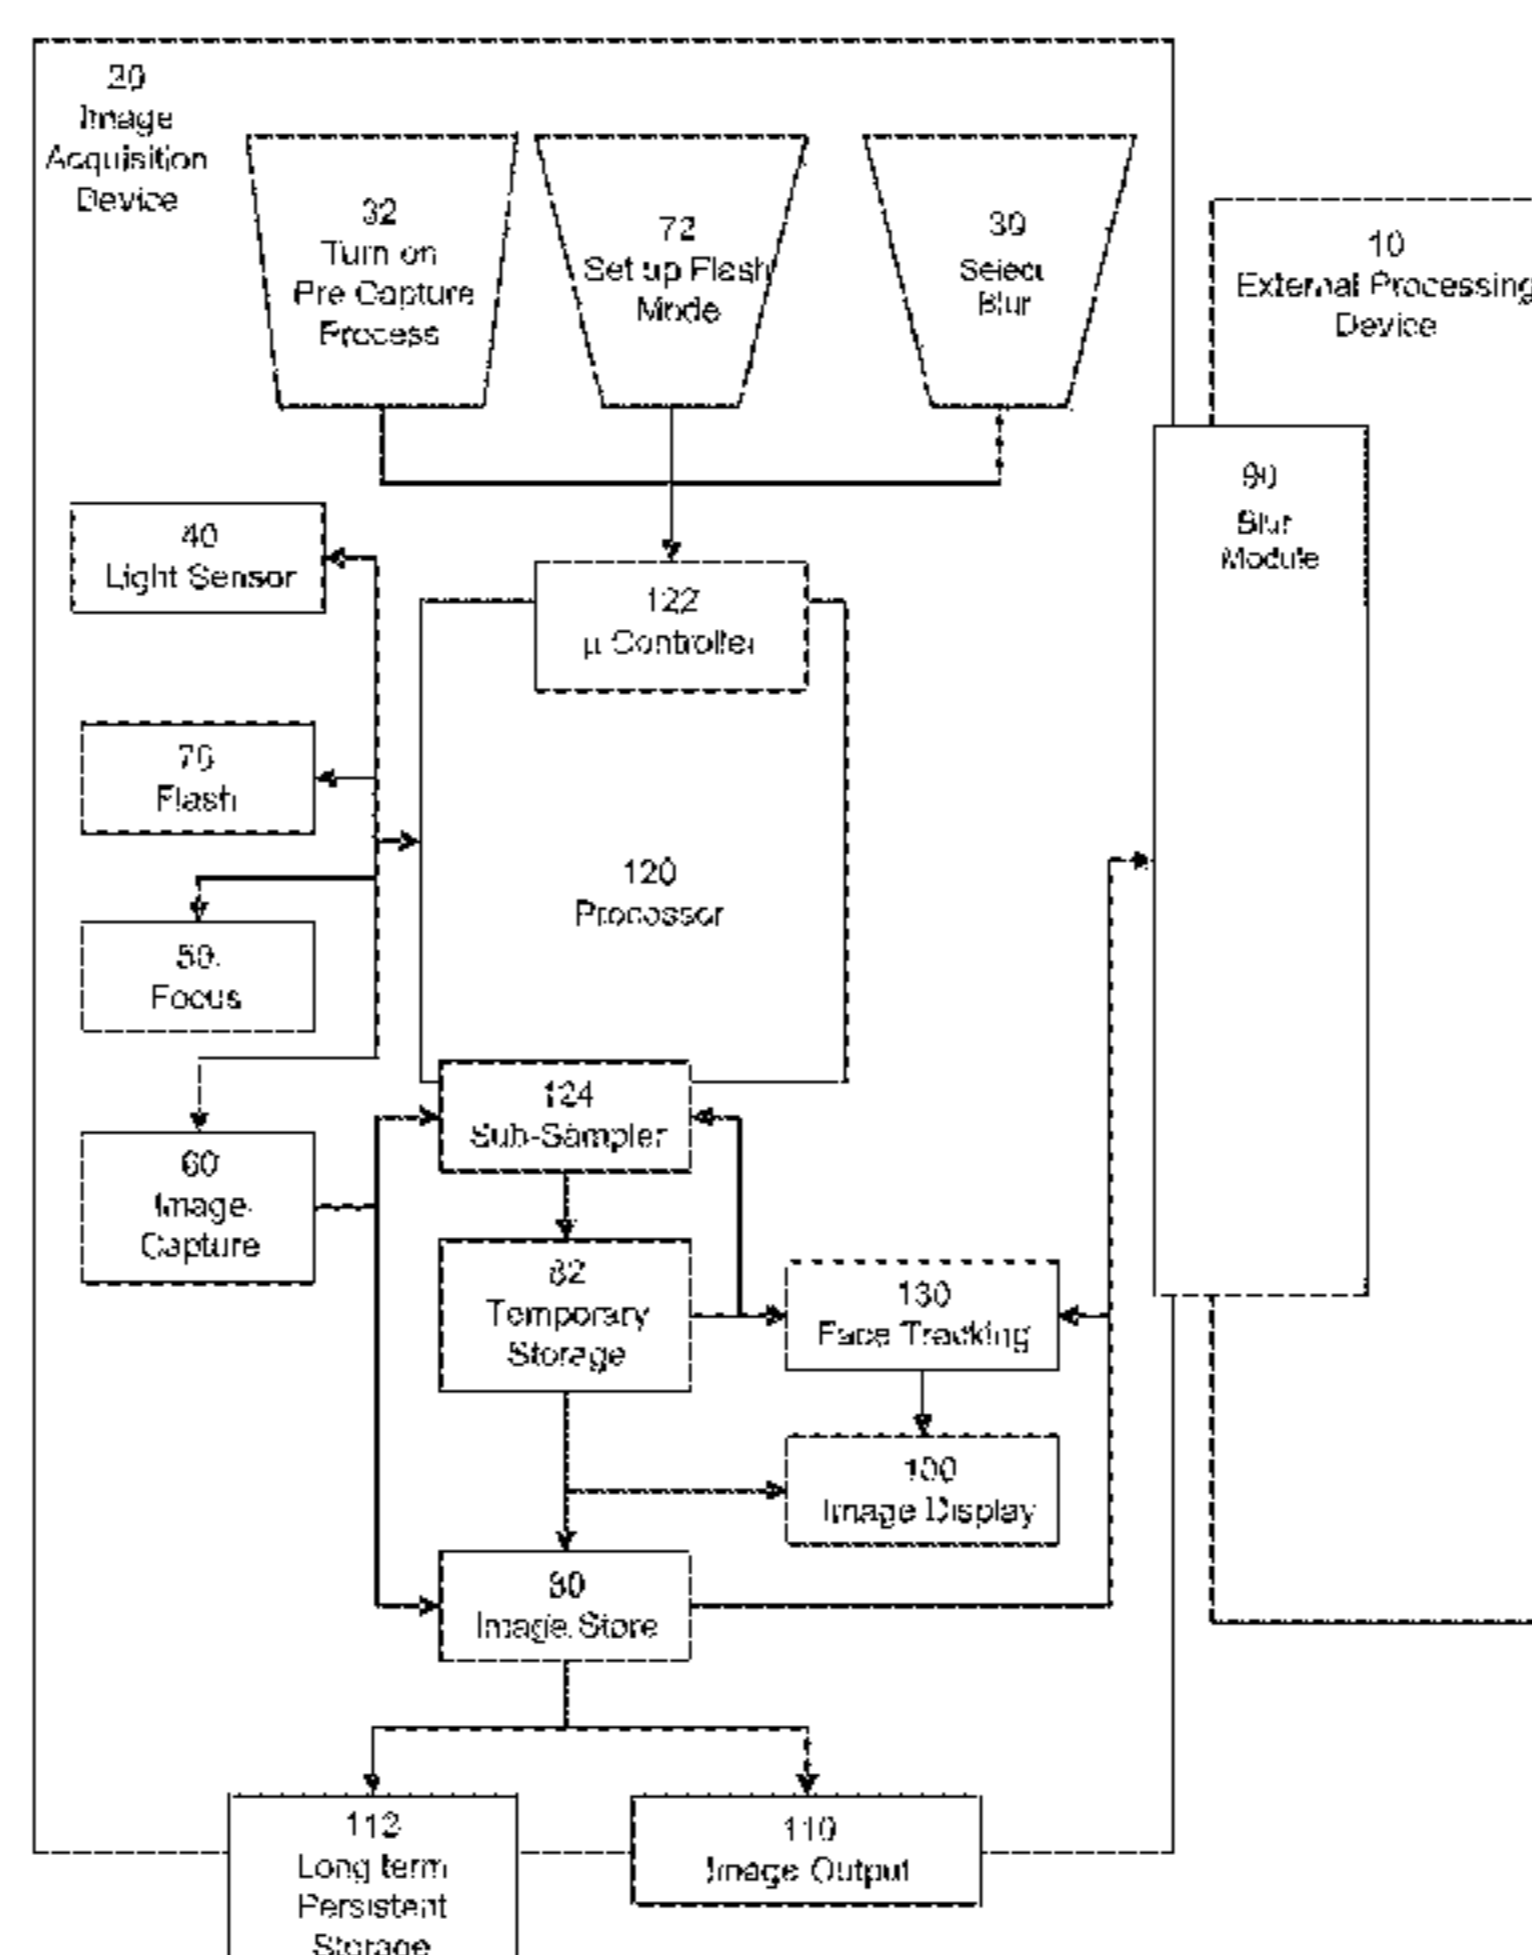 20
Image
Acquisition
Device
32
Turn on
Pre Capture
Process
72
Set up Flash
Mode
30
Select
Blur
10
External Processing
Device
90
Blur
Module
40
Light Sensor
122
μ Controller
70
Flash
120
Processor
50
Focus
124
Sub-Sampler
60
Image
Capture
82
Temporary
Storage
130
Face Tracking
100
Image Display
80
Image Store
112
Long term
Persistent
Storage
110
Image Output